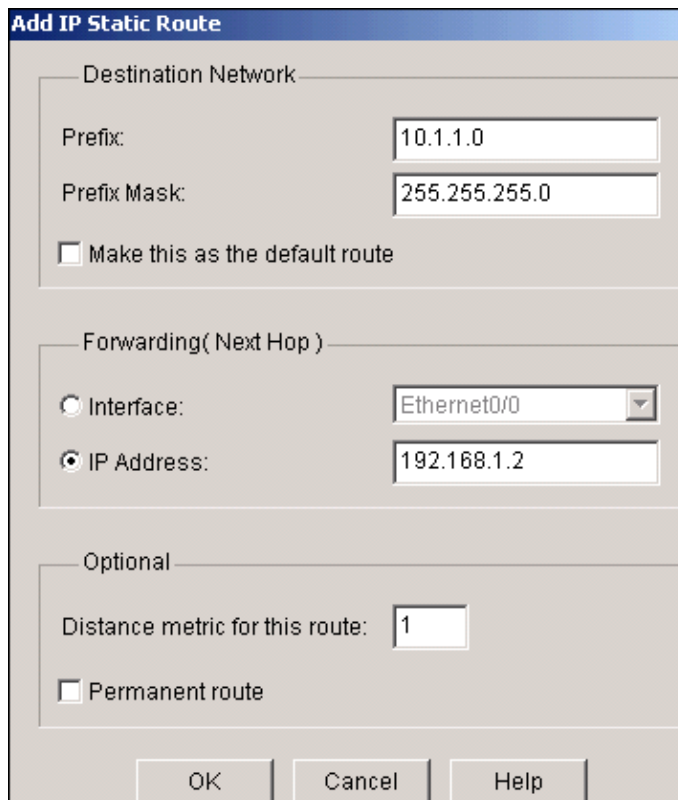 Add IP Static Route
Destination Network
Prefix: 10.1.1.0
Prefix Mask: 255.255.255.0
Make this as the default route
Forwarding( Next Hop )
Interface: Ethernet0/0
IP Address: 192.168.1.2
Optional
Distance metric for this route: 1
Permanent route
OK Cancel Help